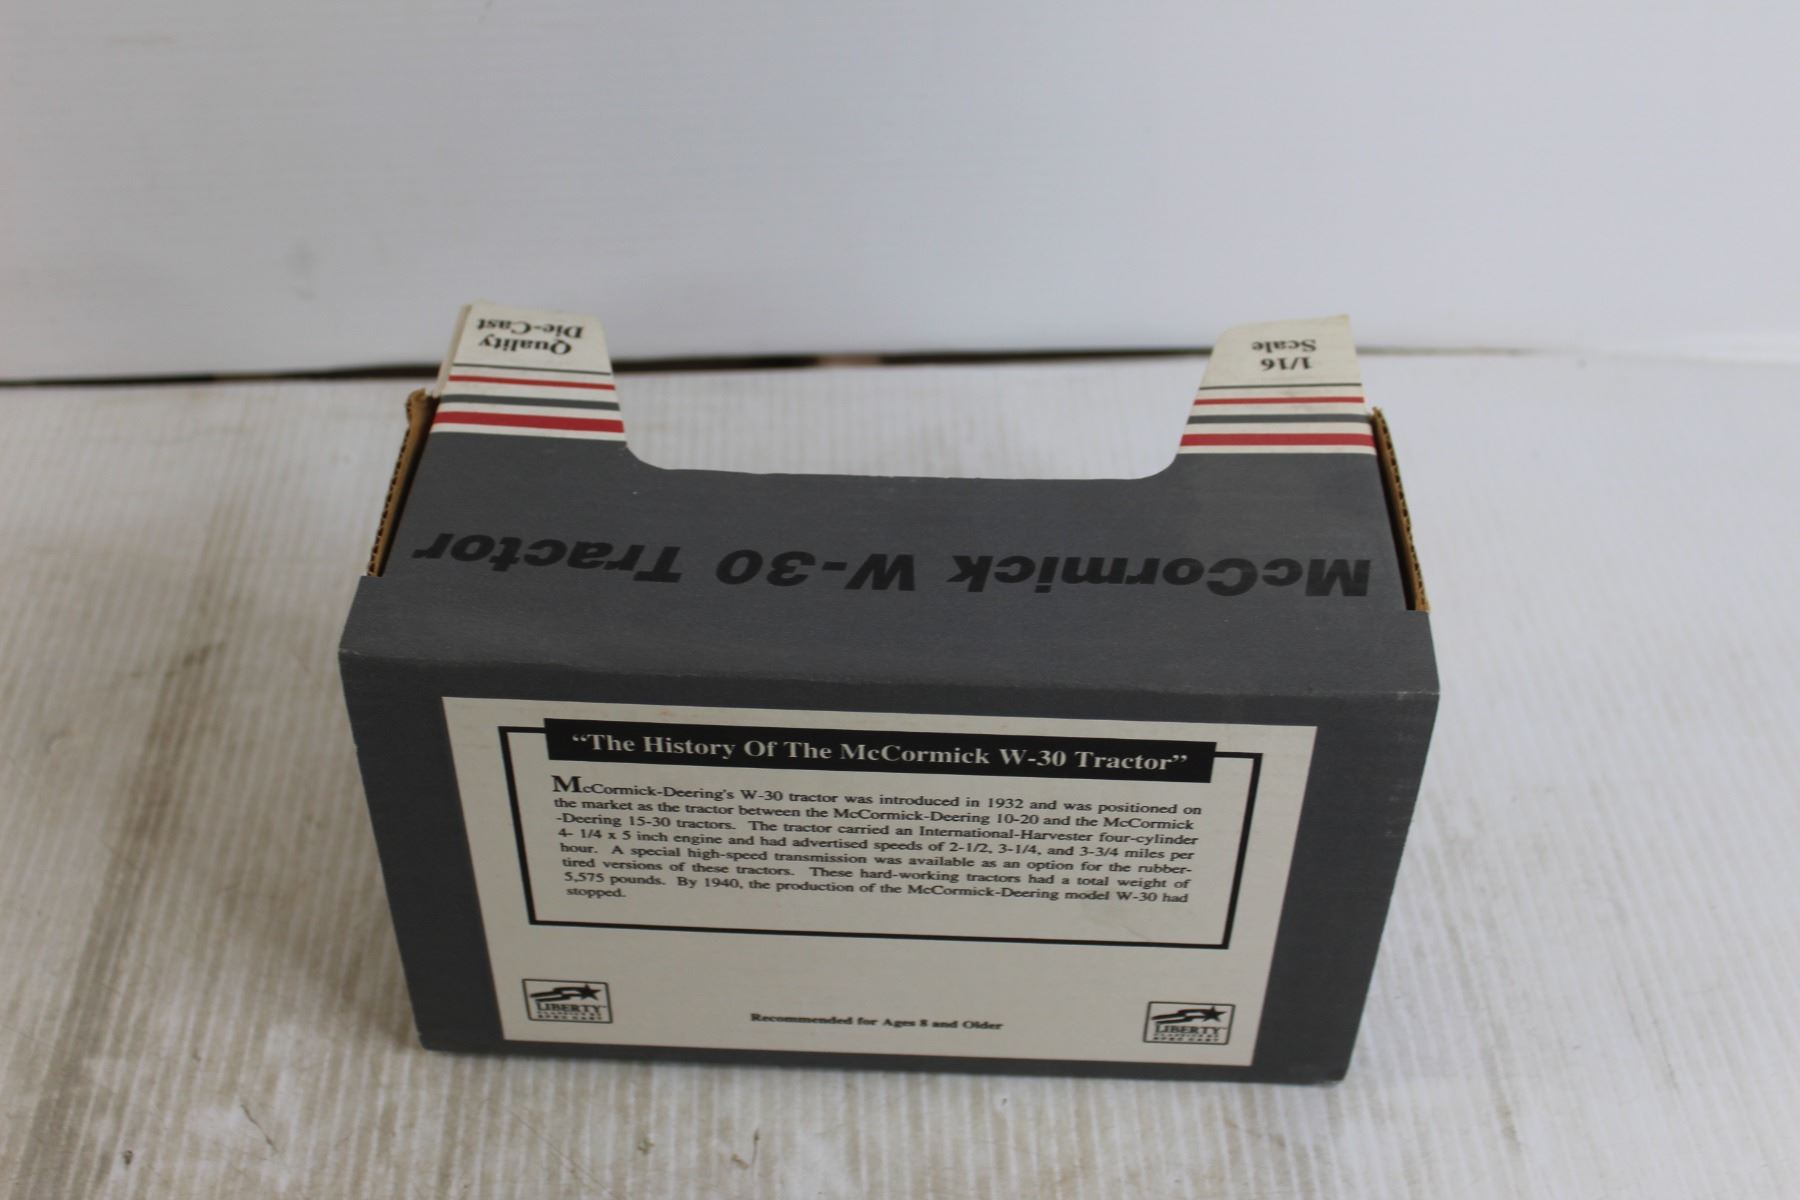 Quality
Die-Cast
1/16
Scale
McCormick W-30 Tractor
“The History Of The McCormick W-30 Tractor”
McCormick-Deering's W-30 tractor was introduced in 1932 and was positioned on
the market as the tractor between the McCormick-Deering 10-20 and the McCormick
-Deering 15-30 tractors. The tractor carried an International-Harvester four-cylinder
4- 1/4 x 5 inch engine and had advertised speeds of 2-1/2, 3-1/4, and 3-3/4 miles per
hour. A special high-speed transmission was available as an option for the rubber-
tired versions of these tractors. These hard-working tractors had a total weight of
5,575 pounds. By 1940, the production of the McCormick-Deering model W-30 had
stopped.
LIBERTY
CLASSICS
SPEC CAST
Recommended for Ages 8 and Older
LIBERTY
CLASSICS
SPEC CAST